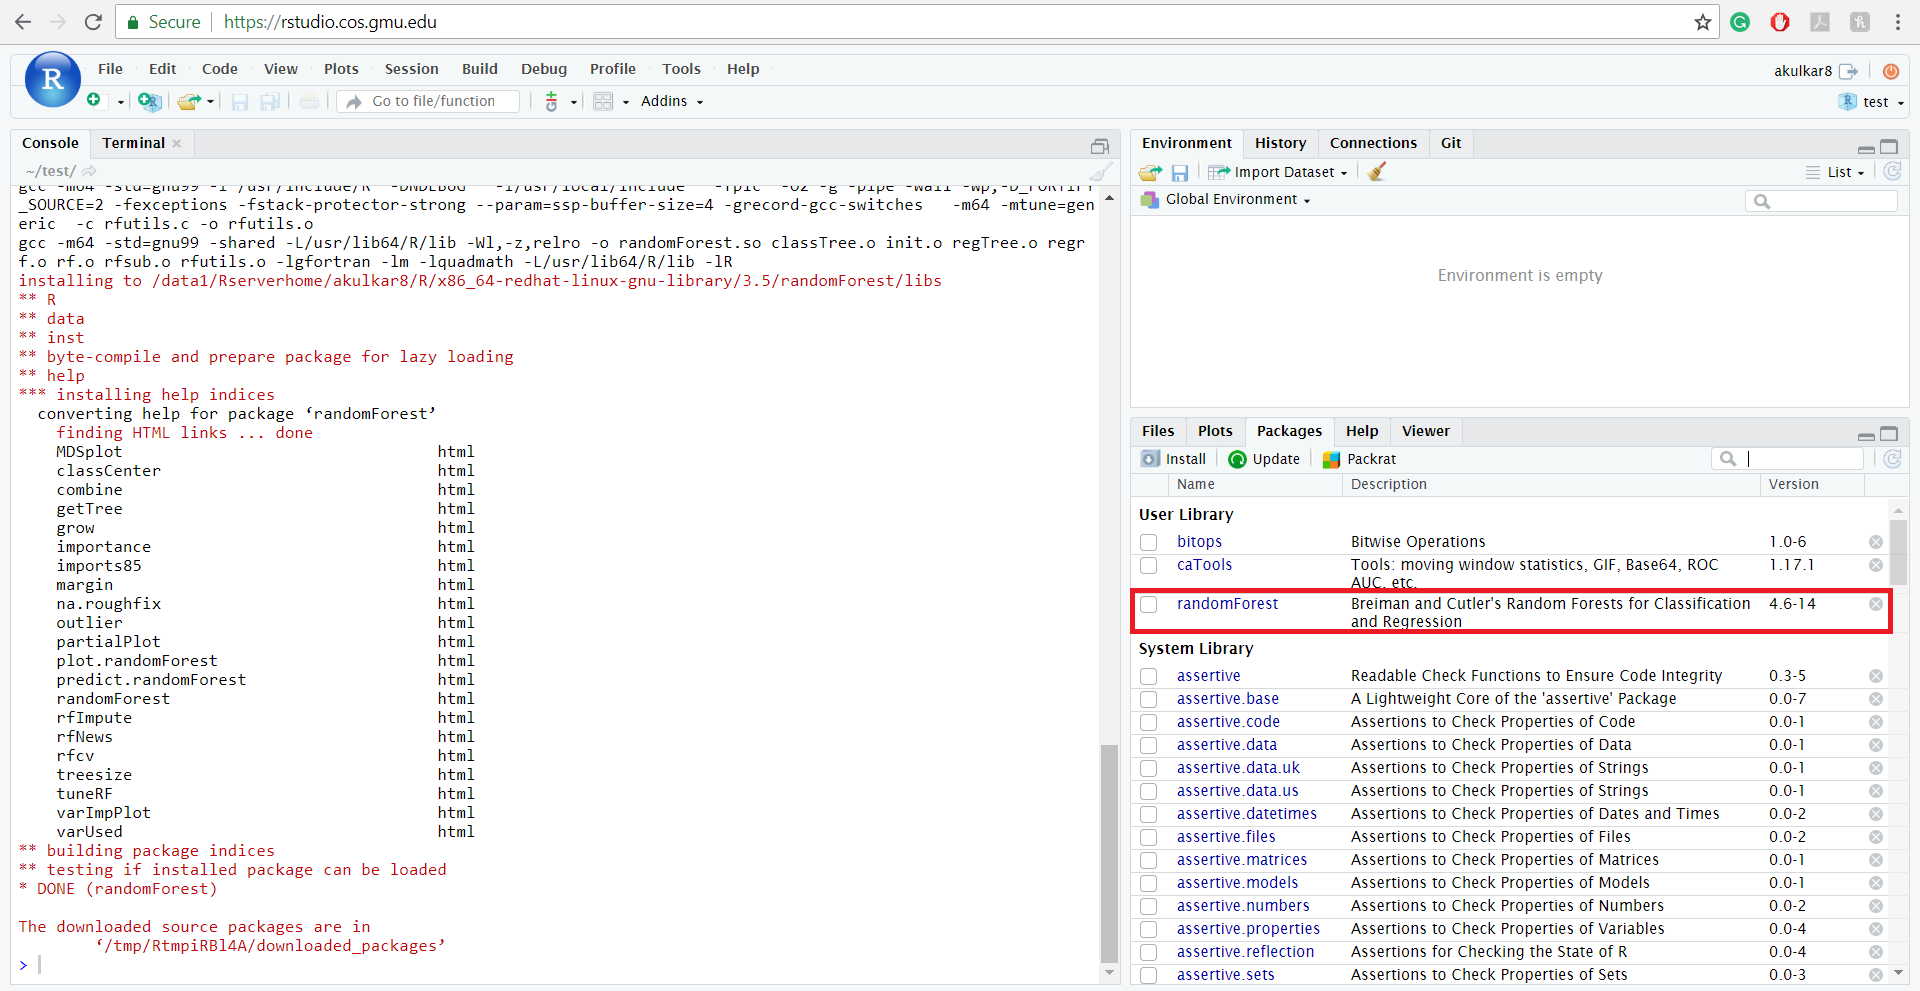 Secure https://rstudio.cos.gmu.edu
R File Edit Code View Plots Session Build Debug Profile Tools Help
akulkar8
Go to file/function Addins
test
Console Terminal
~/test/
gcc -m64 -std=gnu99 -I"/usr/include/R" -DNDEBUG -I/usr/local/include -fpic -O2 -g -pipe -Wall -Wp,-D_FORTIFY
_SOURCE=2 -fexceptions -fstack-protector-strong --param=ssp-buffer-size=4 -grecord-gcc-switches -m64 -mtune=gen
eric -c rfutils.c -o rfutils.o
gcc -m64 -std=gnu99 -shared -L/usr/lib64/R/lib -Wl,-z,relro -o randomForest.so classTree.o init.o regTree.o regr
f.o rf.o rfsub.o rfutils.o -lgfortran -lm -lquadmath -L/usr/lib64/R/lib -lR
installing to /data1/Rserverhome/akulkar8/R/x86_64-redhat-linux-gnu-library/3.5/randomForest/libs
** R
** data
** inst
** byte-compile and prepare package for lazy loading
** help
*** installing help indices
converting help for package ‘randomForest’
finding HTML links ... done
MDSplot html
classCenter html
combine html
getTree html
grow html
importance html
imports85 html
margin html
na.roughfix html
outlier html
partialPlot html
plot.randomForest html
predict.randomForest html
randomForest html
rfImpute html
rfNews html
rfcv html
treesize html
tuneRF html
varImpPlot html
varUsed html
** building package indices
** testing if installed package can be loaded
* DONE (randomForest)
The downloaded source packages are in
‘/tmp/RtmpiRBl4A/downloaded_packages’
>
Environment History Connections Git
Import Dataset List
Global Environment
Environment is empty
Files Plots Packages Help Viewer
Install Update Packrat
Name Description Version
User Library
bitops Bitwise Operations 1.0-6
caTools Tools: moving window statistics, GIF, Base64, ROC 1.17.1
AUC, etc.
randomForest Breiman and Cutler's Random Forests for Classification 4.6-14
and Regression
System Library
assertive Readable Check Functions to Ensure Code Integrity 0.3-5
assertive.base A Lightweight Core of the 'assertive' Package 0.0-7
assertive.code Assertions to Check Properties of Code 0.0-1
assertive.data Assertions to Check Properties of Data 0.0-1
assertive.data.uk Assertions to Check Properties of Strings 0.0-1
assertive.data.us Assertions to Check Properties of Strings 0.0-1
assertive.datetimes Assertions to Check Properties of Dates and Times 0.0-2
assertive.files Assertions to Check Properties of Files 0.0-2
assertive.matrices Assertions to Check Properties of Matrices 0.0-1
assertive.models Assertions to Check Properties of Models 0.0-1
assertive.numbers Assertions to Check Properties of Numbers 0.0-2
assertive.properties Assertions to Check Properties of Variables 0.0-4
assertive.reflection Assertions for Checking the State of R 0.0-4
assertive.sets Assertions to Check Properties of Sets 0.0-3